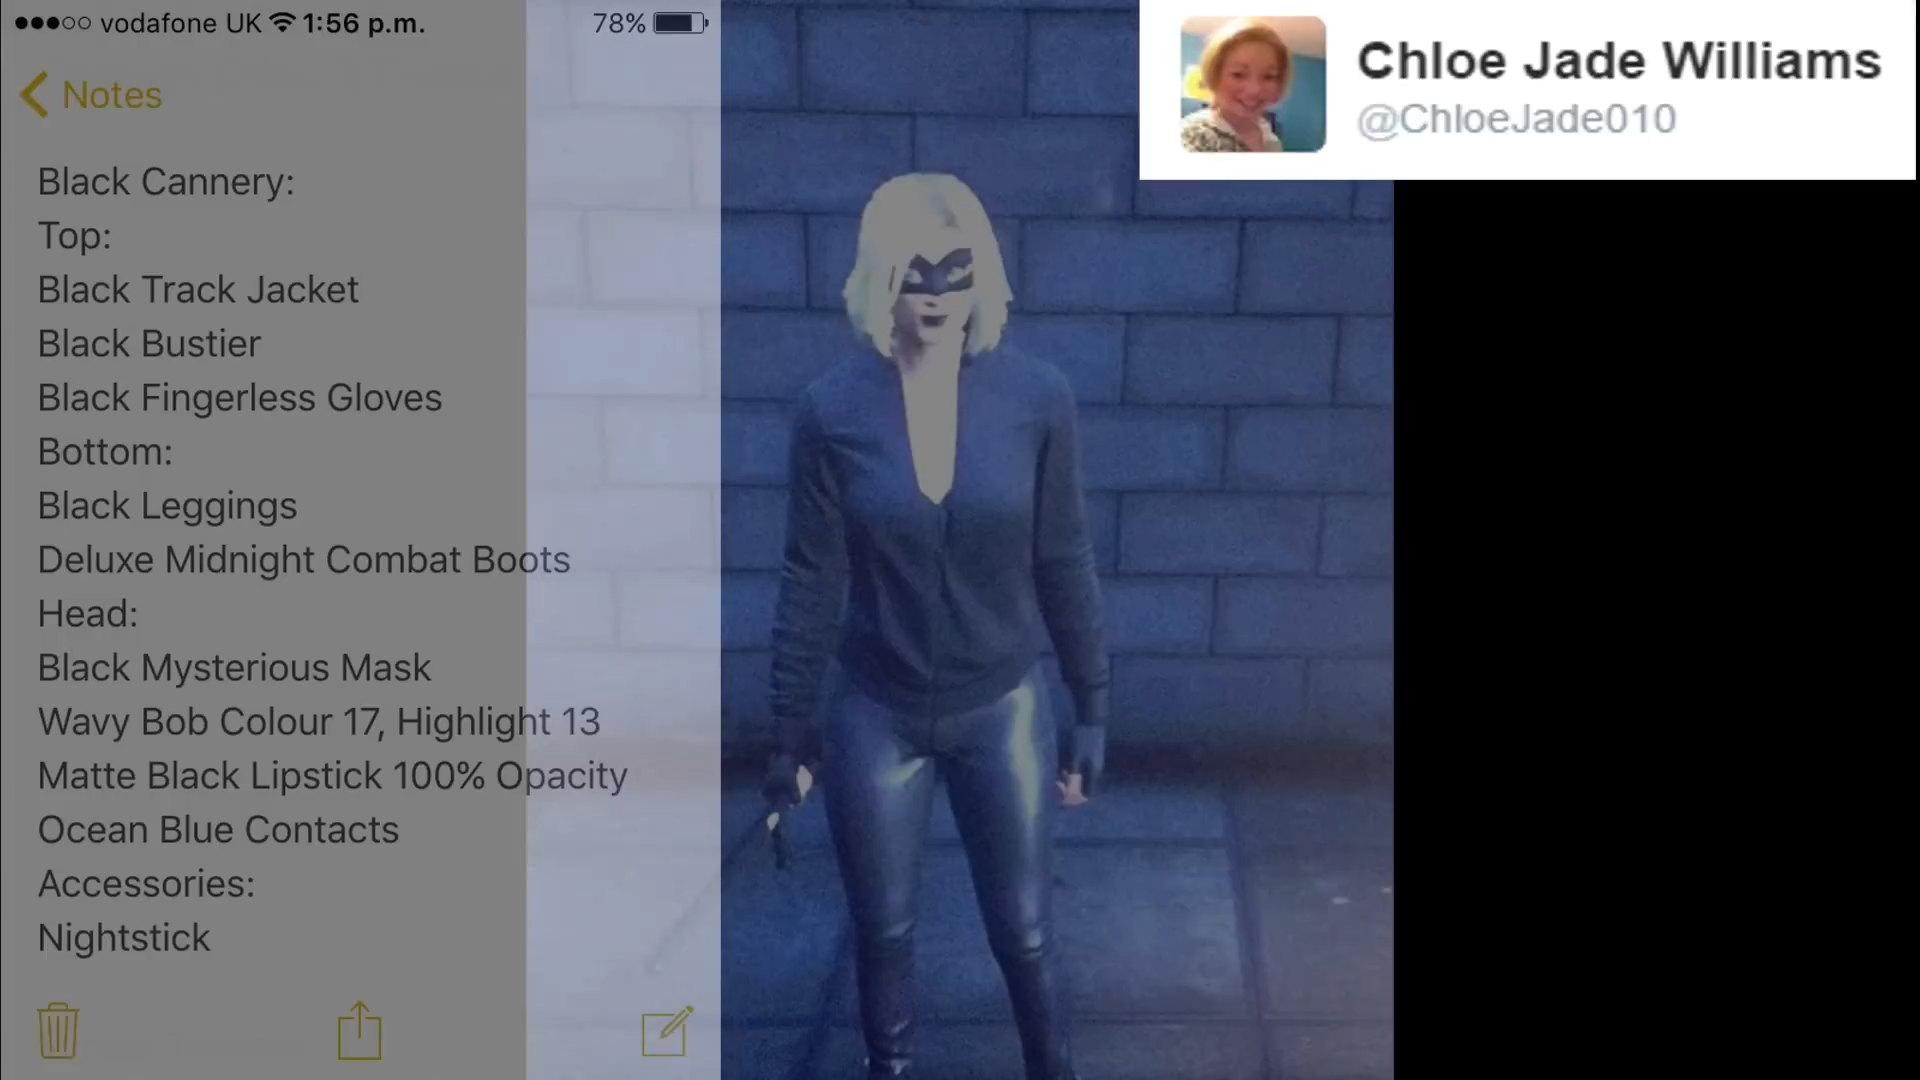 vodafone UK 1:56 p.m. 78%
Notes
Black Cannery:
Top:
Black Track Jacket
Black Bustier
Black Fingerless Gloves
Bottom:
Black Leggings
Deluxe Midnight Combat Boots
Head:
Black Mysterious Mask
Wavy Bob Colour 17, Highlight 13
Matte Black Lipstick 100% Opacity
Ocean Blue Contacts
Accessories:
Nightstick
Chloe Jade Williams
@ChloeJade010